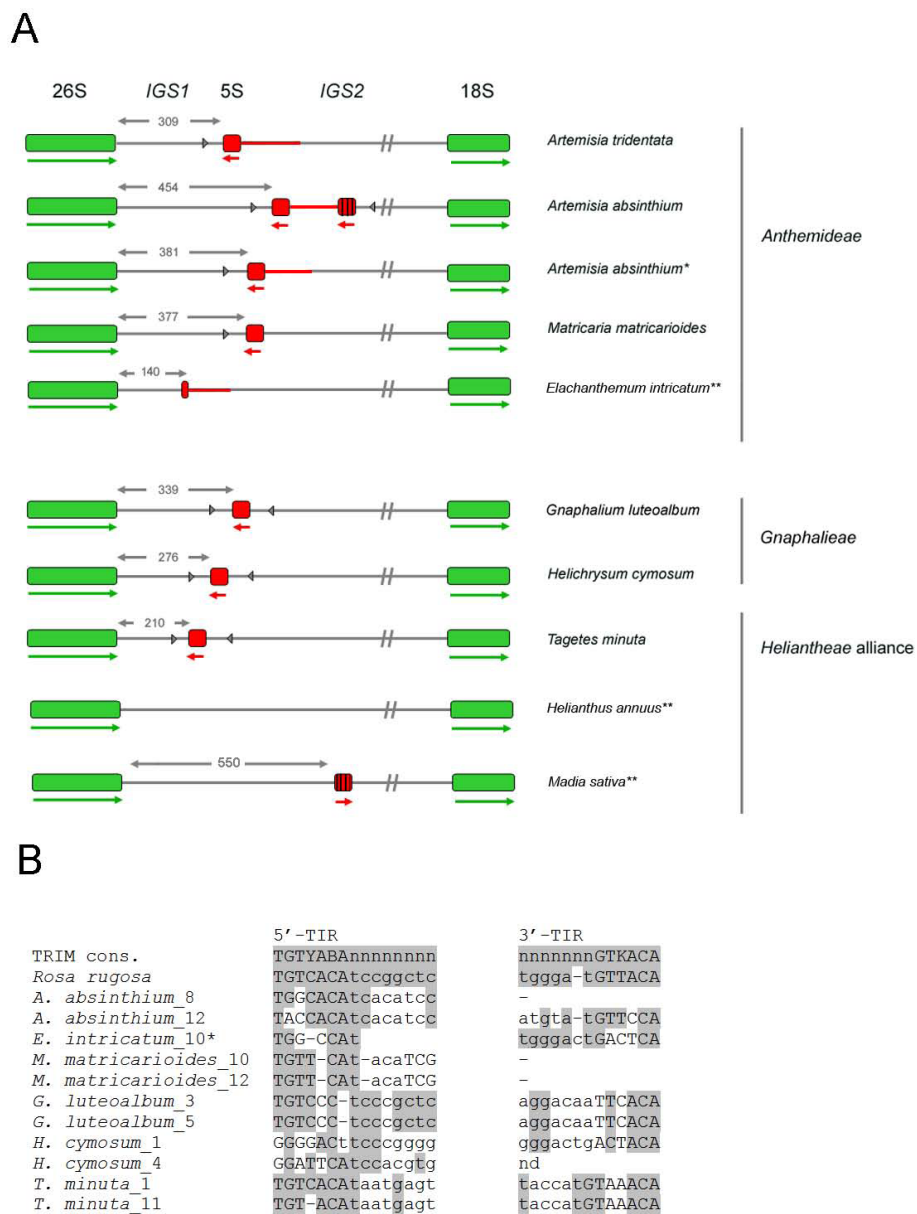 A
26S IGS1 5S IGS2 18S
309
Artemisia tridentata
454
Artemisia absinthium
Anthemideae
381
Artemisia absinthium*
377
Matricaria matricarioides
140
Elachanthemum intricatum**
339
Gnaphalium luteoalbum
Gnaphalieae
276
Helichrysum cymosum
210
Tagetes minuta
Heliantheae alliance
Helianthus annuus**
550
Madia sativa**
B
5′-TIR 3′-TIR
TRIM cons. TGTYABAnnnnnnnnn nnnnnnnGTKACA
Rosa rugosa TGTCACAtccggctc tgggga-tGTTACA
A. absinthium_8 TGGCACAtcacatcc -
A. absinthium_12 TACCACAtcacatcc atgta-tGTTCCA
E. intricatum_10* TGG-CCAt tgggactGACTCA
M. matricarioides_10 TGTT-CAt-acaTCG -
M. matricarioides_12 TGTT-CAt-acaTCG -
G. luteoalbum_3 TGTCCC-tcccgctc aggacaaTTCACA
G. luteoalbum_5 TGTCCC-tcccgctc aggacaaTTCACA
H. cymosum_1 GGGGACttcccgggg gggactgACTACA
H. cymosum_4 GGATTCAtccacgtg nd
T. minuta_1 TGTCACAtaatgagt taccatGTAAACA
T. minuta_11 TGT-ACAtaatgagt taccatGTAAACA